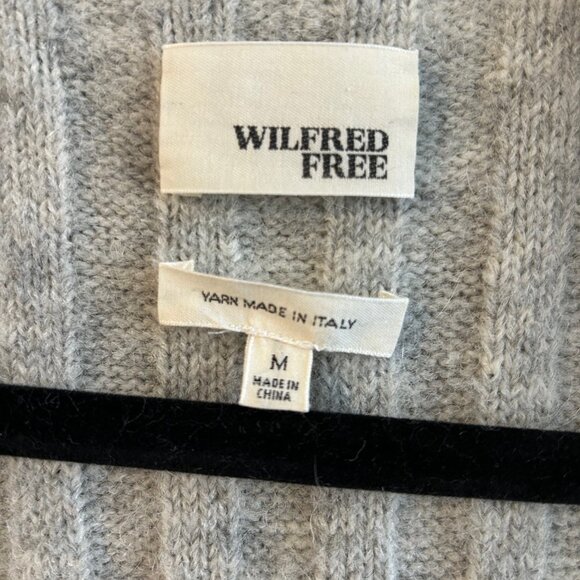 WILFRED
FREE
YARN MADE IN ITALY
M
MADE IN
CHINA